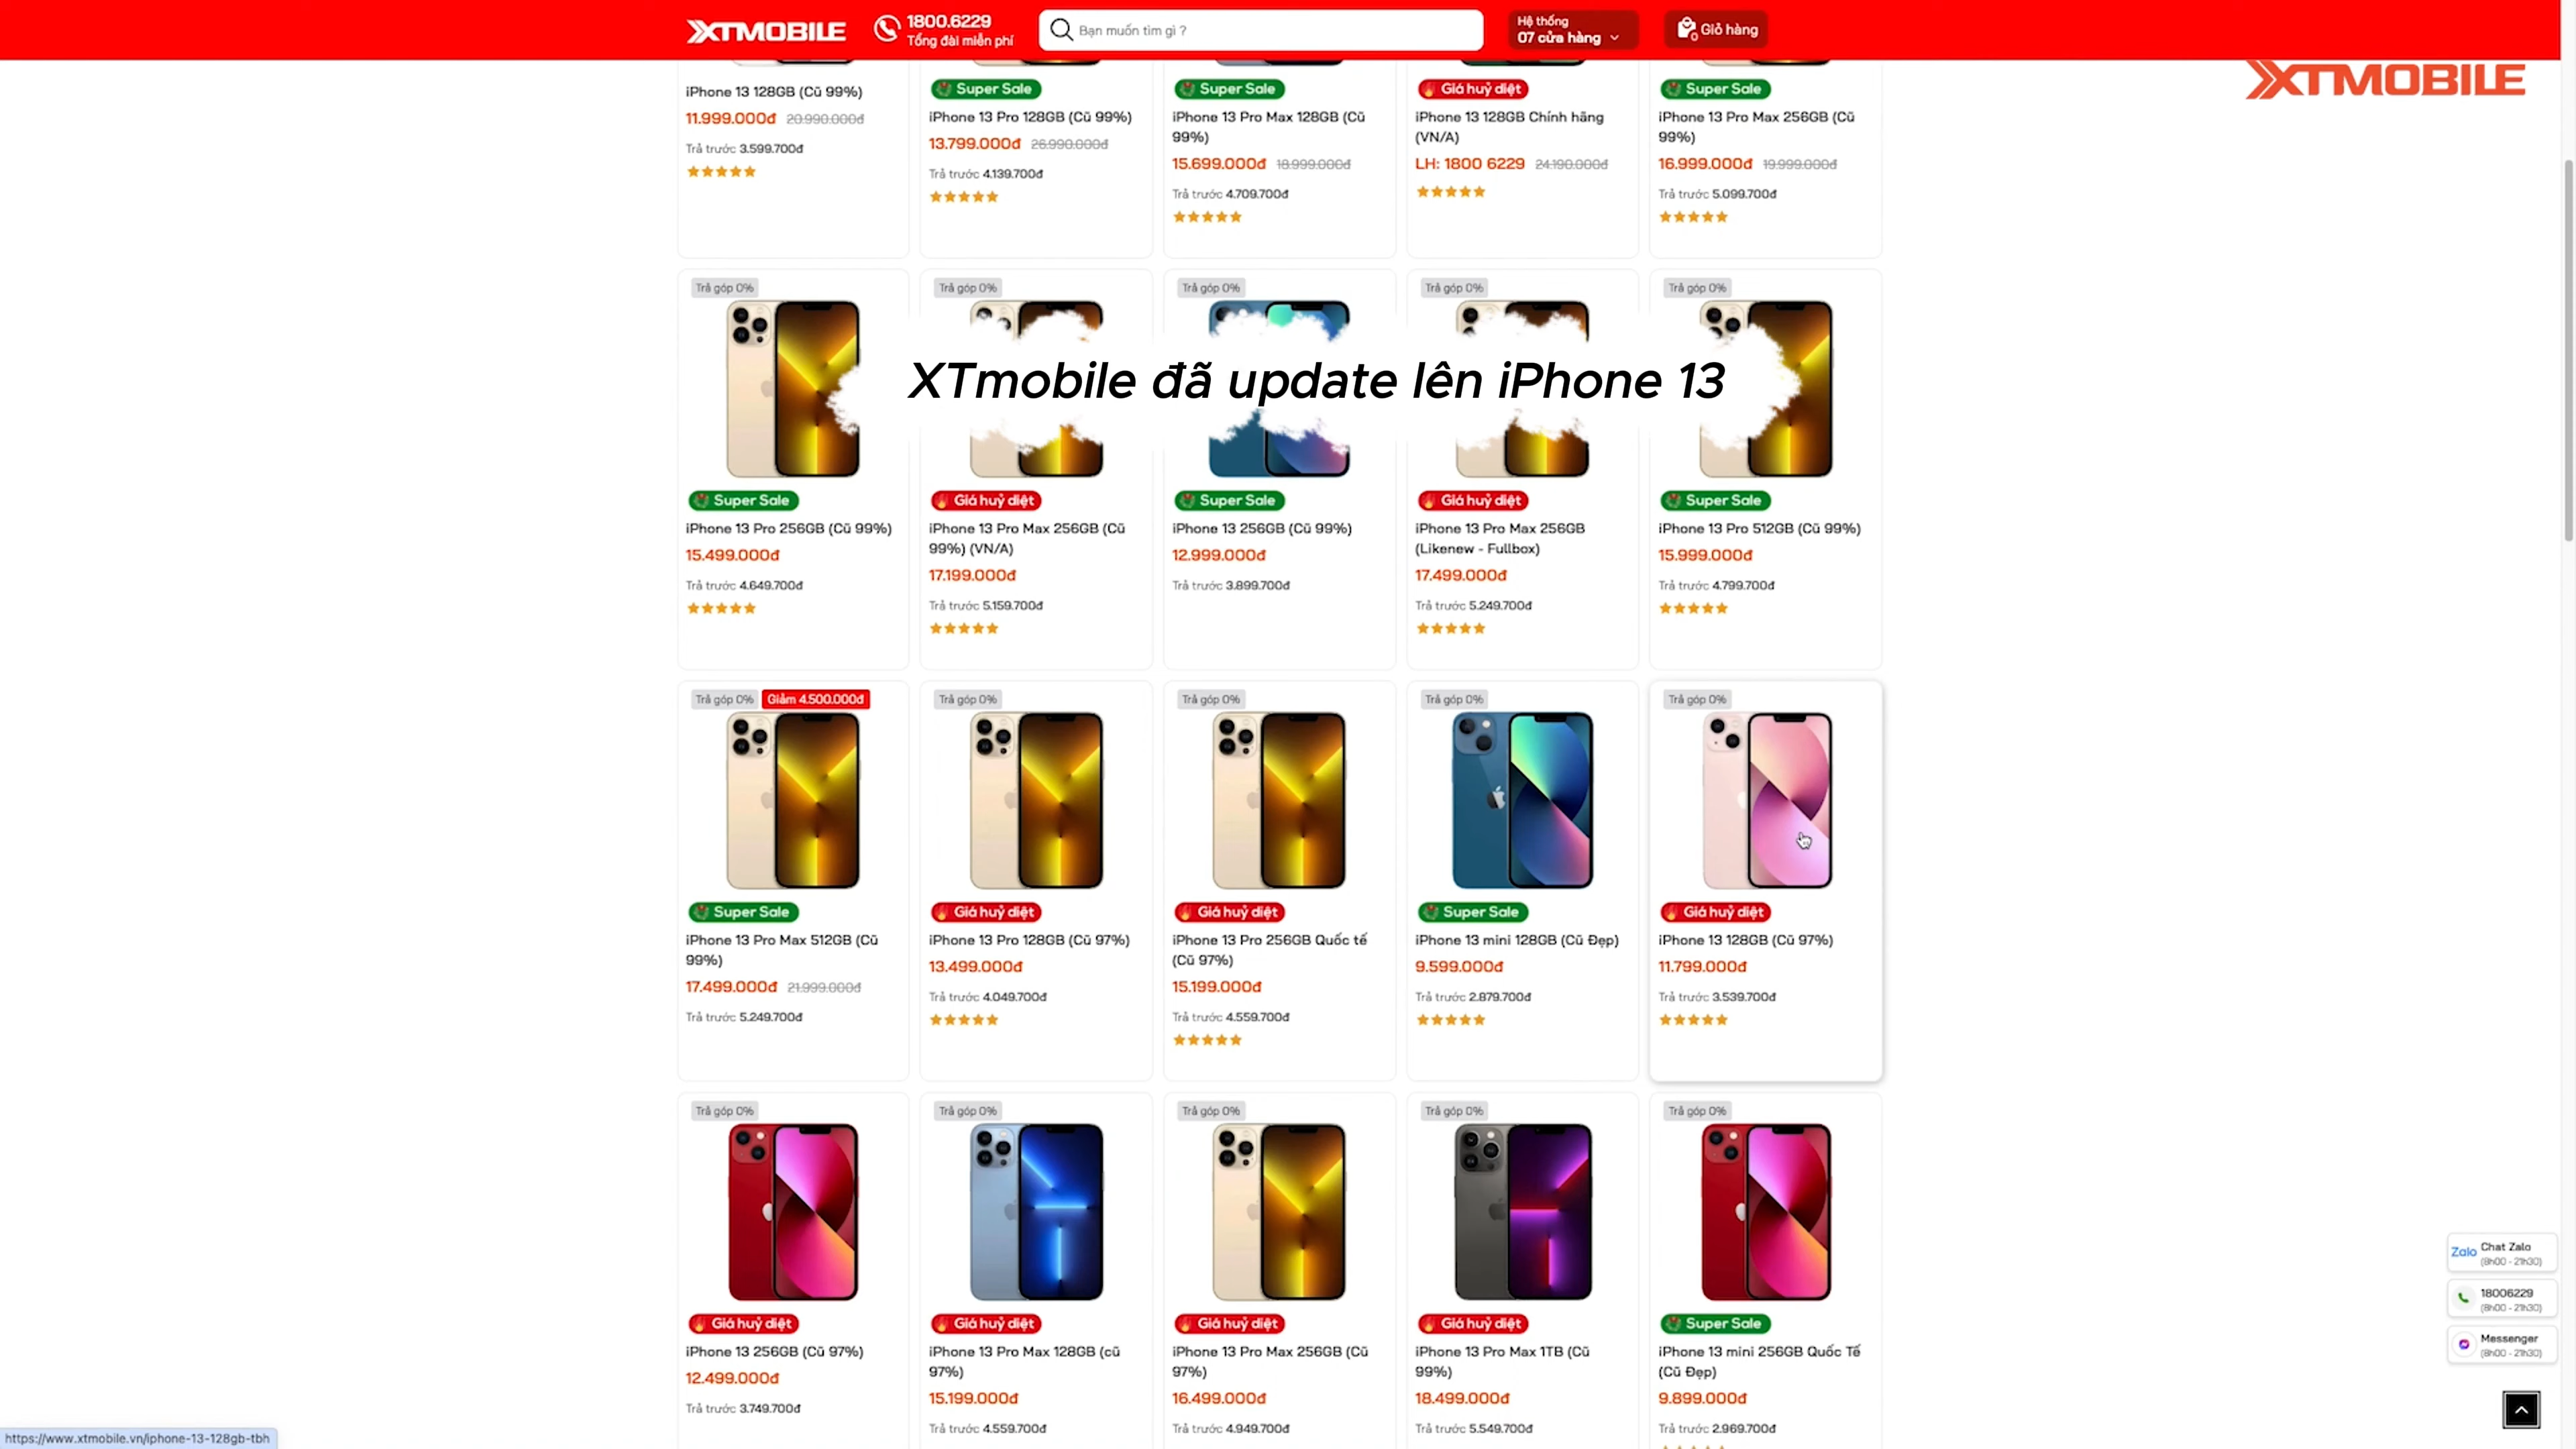 XTMOBILE
1800.6229
Tổng đài miễn phí
Bạn muốn tìm gì ?
Hệ thống
07 cửa hàng
0
Giỏ hàng
XTMOBILE
iPhone 13 128GB (Cũ 99%)
11.999.000đ 20.990.000đ
Trả trước 3.599.700đ
Super Sale
iPhone 13 Pro 128GB (Cũ 99%)
13.799.000đ 26.990.000đ
Trả trước 4.139.700đ
Super Sale
iPhone 13 Pro Max 128GB (Cũ
99%)
15.699.000đ 18.999.000đ
Trả trước 4.709.700đ
Giá huỷ diệt
iPhone 13 128GB Chính hãng
(VN/A)
LH: 1800 6229 24.190.000đ
Super Sale
iPhone 13 Pro Max 256GB (Cũ
99%)
16.999.000đ 19.999.000đ
Trả trước 5.099.700đ
XTmobile đã update lên iPhone 13
Trả góp 0%
Super Sale
iPhone 13 Pro 256GB (Cũ 99%)
15.499.000đ
Trả trước 4.649.700đ
Trả góp 0%
Giá huỷ diệt
iPhone 13 Pro Max 256GB (Cũ
99%) (VN/A)
17.199.000đ
Trả trước 5.159.700đ
Trả góp 0%
Super Sale
iPhone 13 256GB (Cũ 99%)
12.999.000đ
Trả trước 3.899.700đ
Trả góp 0%
Giá huỷ diệt
iPhone 13 Pro Max 256GB
(Likenew - Fullbox)
17.499.000đ
Trả trước 5.249.700đ
Trả góp 0%
Super Sale
iPhone 13 Pro 512GB (Cũ 99%)
15.999.000đ
Trả trước 4.799.700đ
Trả góp 0% Giảm 4.500.000đ
Super Sale
iPhone 13 Pro Max 512GB (Cũ
99%)
17.499.000đ 21.999.000đ
Trả trước 5.249.700đ
Trả góp 0%
Giá huỷ diệt
iPhone 13 Pro 128GB (Cũ 97%)
13.499.000đ
Trả trước 4.049.700đ
Trả góp 0%
Giá huỷ diệt
iPhone 13 Pro 256GB Quốc tế
(Cũ 97%)
15.199.000đ
Trả trước 4.559.700đ
Trả góp 0%
Super Sale
iPhone 13 mini 128GB (Cũ Đẹp)
9.599.000đ
Trả trước 2.879.700đ
Trả góp 0%
Giá huỷ diệt
iPhone 13 128GB (Cũ 97%)
11.799.000đ
Trả trước 3.539.700đ
Trả góp 0%
Giá huỷ diệt
iPhone 13 256GB (Cũ 97%)
12.499.000đ
Trả trước 3.749.700đ
Trả góp 0%
Giá huỷ diệt
iPhone 13 Pro Max 128GB (cũ
97%)
15.199.000đ
Trả trước 4.559.700đ
Trả góp 0%
Giá huỷ diệt
iPhone 13 Pro Max 256GB (Cũ
97%)
16.499.000đ
Trả trước 4.949.700đ
Trả góp 0%
Giá huỷ diệt
iPhone 13 Pro Max 1TB (Cũ
99%)
18.499.000đ
Trả trước 5.549.700đ
Trả góp 0%
Super Sale
iPhone 13 mini 256GB Quốc Tế
(Cũ Đẹp)
9.899.000đ
Trả trước 2.969.700đ
Zalo
Chat Zalo
(8h00 - 21h30)
18006229
(8h00 - 21h30)
Messenger
(8h00 - 21h30)
https://www.xtmobile.vn/iphone-13-128gb-tbh